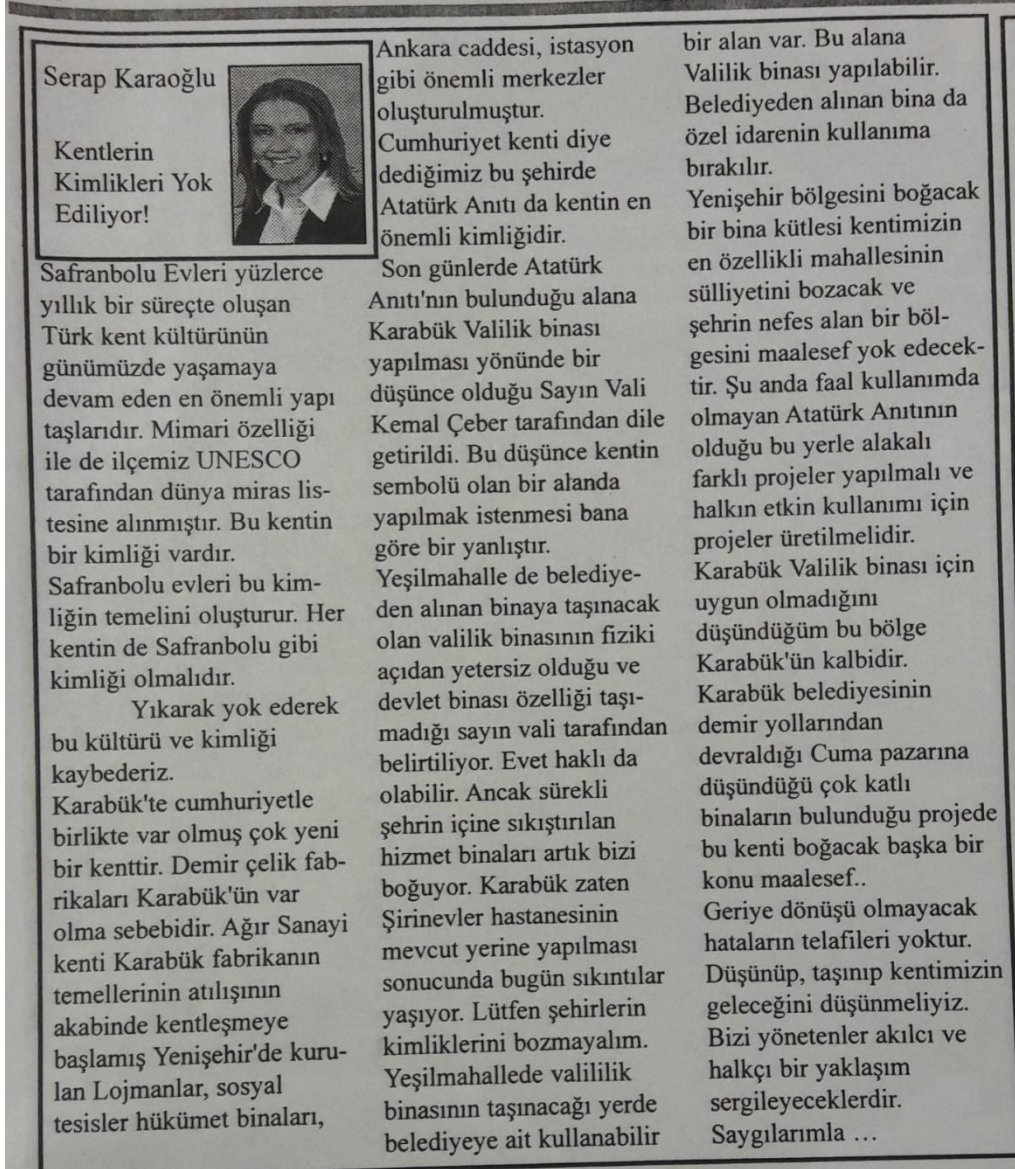 Serap Karaoğlu
Kentlerin
Kimlikleri Yok
Ediliyor!
Safranbolu Evleri yüzlerce
yıllık bir süreçte oluşan
Türk kent kültürünün
günümüzde yaşamaya
devam eden en önemli yapı
taşlarıdır. Mimari özelliği
ile de ilçemiz UNESCO
tarafından dünya miras lis-
tesine alınmıştır. Bu kentin
bir kimliği vardır.
Safranbolu evleri bu kim-
liğin temelini oluşturur. Her
kentin de Safranbolu gibi
kimliği olmalıdır.
Yıkarak yok ederek
bu kültürü ve kimliği
kaybederiz.
Karabük'te cumhuriyetle
birlikte var olmuş çok yeni
bir kenttir. Demir çelik fab-
rikaları Karabük'ün var
olma sebebidir. Ağır Sanayi
kenti Karabük fabrikanın
temellerinin atılışının
akabinde kentleşmeye
başlamış Yenişehir'de kuru-
lan Lojmanlar, sosyal
tesisler hükümet binaları,
Ankara caddesi, istasyon
gibi önemli merkezler
oluşturulmuştur.
Cumhuriyet kenti diye
dediğimiz bu şehirde
Atatürk Anıtı da kentin en
önemli kimliğidir.
Son günlerde Atatürk
Anıtı'nın bulunduğu alana
Karabük Valilik binası
yapılması yönünde bir
düşünce olduğu Sayın Vali
Kemal Çeber tarafından dile
getirildi. Bu düşünce kentin
sembolü olan bir alanda
yapılmak istenmesi bana
göre bir yanlıştır.
Yeşilmahalle de belediye-
den alınan binaya taşınacak
olan valilik binasının fiziki
açıdan yetersiz olduğu ve
devlet binası özelliği taşı-
madığı sayın vali tarafından
belirtiliyor. Evet haklı da
olabilir. Ancak sürekli
şehrin içine sıkıştırılan
hizmet binaları artık bizi
boğuyor. Karabük zaten
Şirinevler hastanesinin
mevcut yerine yapılması
sonucunda bugün sıkıntılar
yaşıyor. Lütfen şehirlerin
kimliklerini bozmayalım.
Yeşilmahallede valililik
binasının taşınacağı yerde
belediyeye ait kullanabilir
bir alan var. Bu alana
Valilik binası yapılabilir.
Belediyeden alınan bina da
özel idarenin kullanıma
bırakılır.
Yenişehir bölgesini boğacak
bir bina kütlesi kentimizin
en özellikli mahallesinin
sülliyetini bozacak ve
şehrin nefes alan bir böl-
gesini maalesef yok edecek-
tir. Şu anda faal kullanımda
olmayan Atatürk Anıtının
olduğu bu yerle alakalı
farklı projeler yapılmalı ve
halkın etkin kullanımı için
projeler üretilmelidir.
Karabük Valilik binası için
uygun olmadığını
düşündüğüm bu bölge
Karabük'ün kalbidir.
Karabük belediyesinin
demir yollarından
devraldığı Cuma pazarına
düşündüğü çok katlı
binaların bulunduğu projede
bu kenti boğacak başka bir
konu maalesef..
Geriye dönüşü olmayacak
hataların telafileri yoktur.
Düşünüp, taşınıp kentimizin
geleceğini düşünmeliyiz.
Bizi yönetenler akılcı ve
halkçı bir yaklaşım
sergileyeceklerdir.
Saygılarımla ...